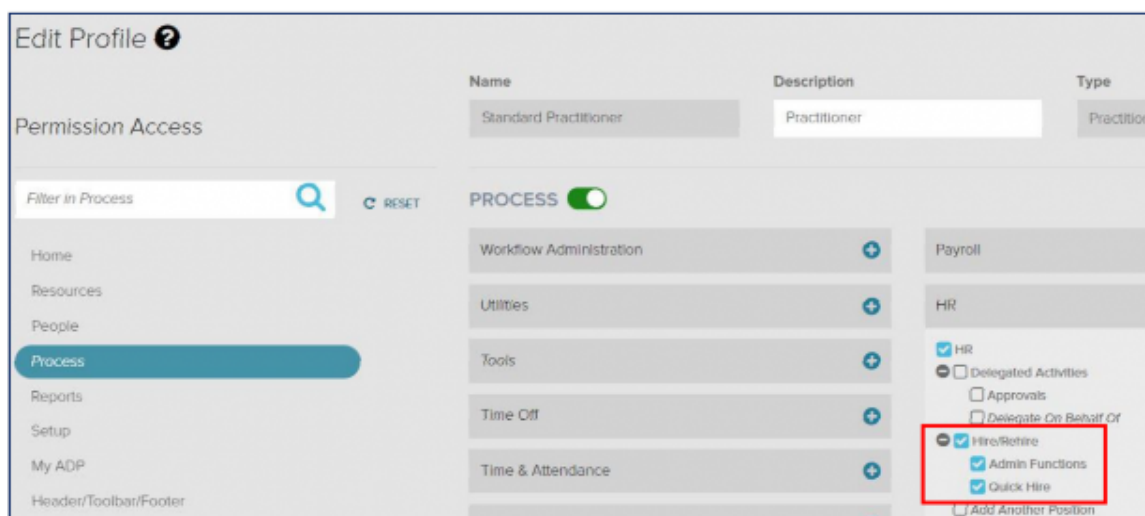 Edit Profile ?
Permission Access
Filter in Process
RESET
Home
Resources
People
Process
Reports
Setup
My ADP
Header/Toolbar/Footer
Name
Description
Type
Standard Practitioner
Practitioner
Practition
PROCESS
Workflow Administration
Utilities
Tools
Time Off
Time & Attendance
Payroll
HR
HR
Delegated Activities
Approvals
Delegate On Behalf Of
Hire/Rehire
Admin Functions
Quick Hire
Add Another Position